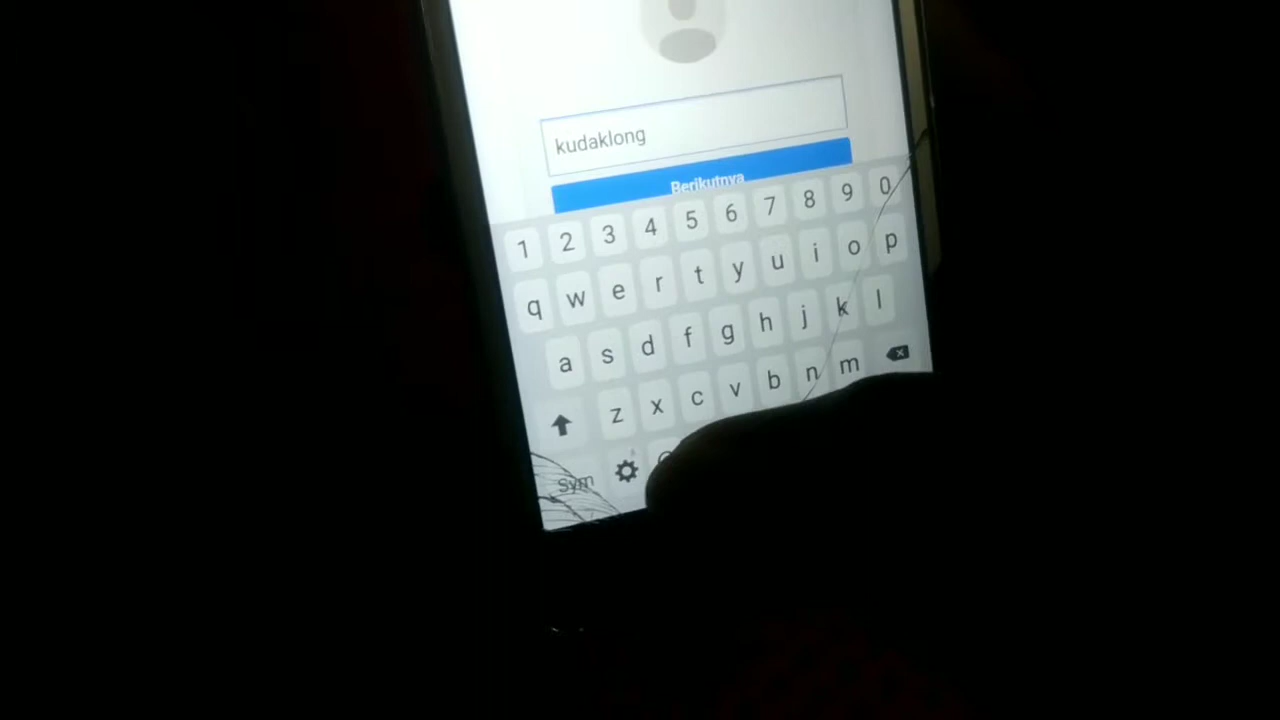 kudaklong
Berikutnya
1 2 3 4 5 6 7 8 9 0
q w e r t y u i o p
a s d f g h j k l
z x c v b n m
Sym